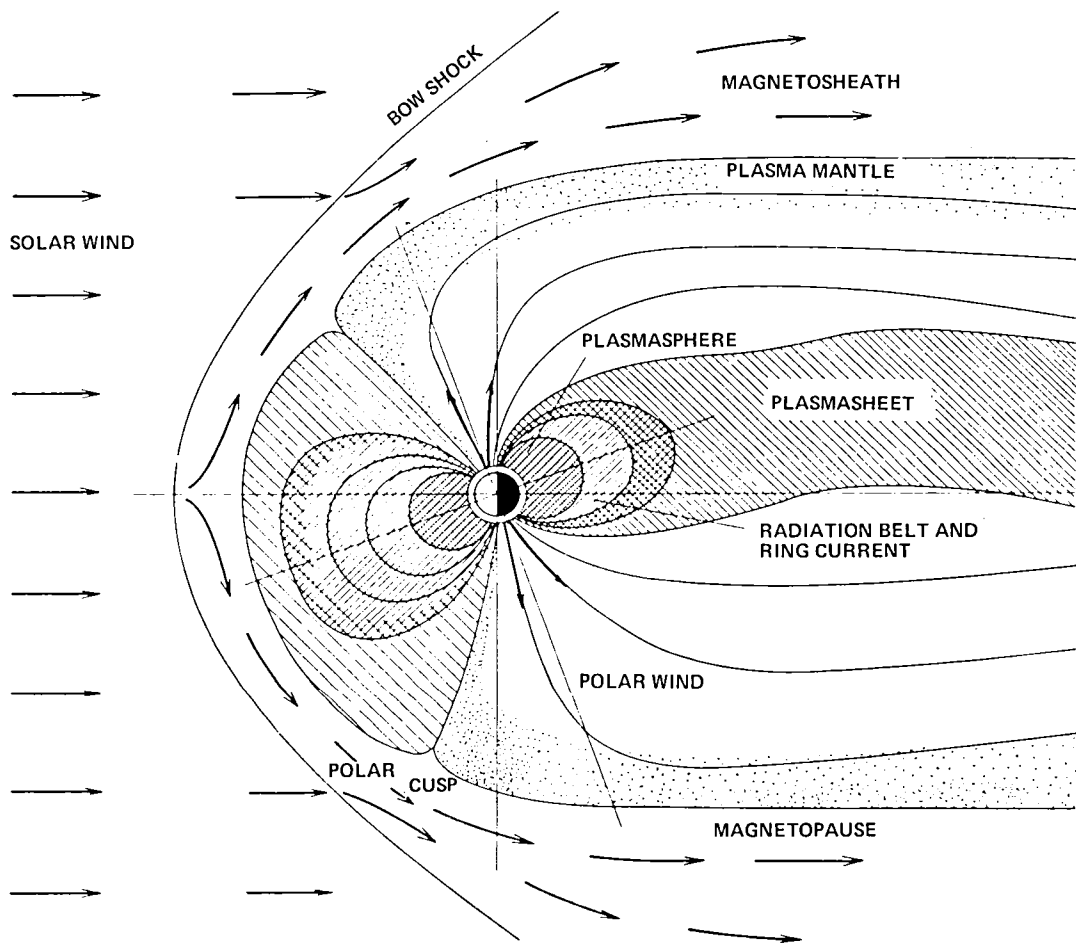 BOW SHOCK
MAGNETOSHEATH
PLASMA MANTLE
SOLAR WIND
PLASMASPHERE
PLASMASHEET
RADIATION BELT AND
RING CURRENT
POLAR WIND
POLAR
CUSP
MAGNETOPAUSE